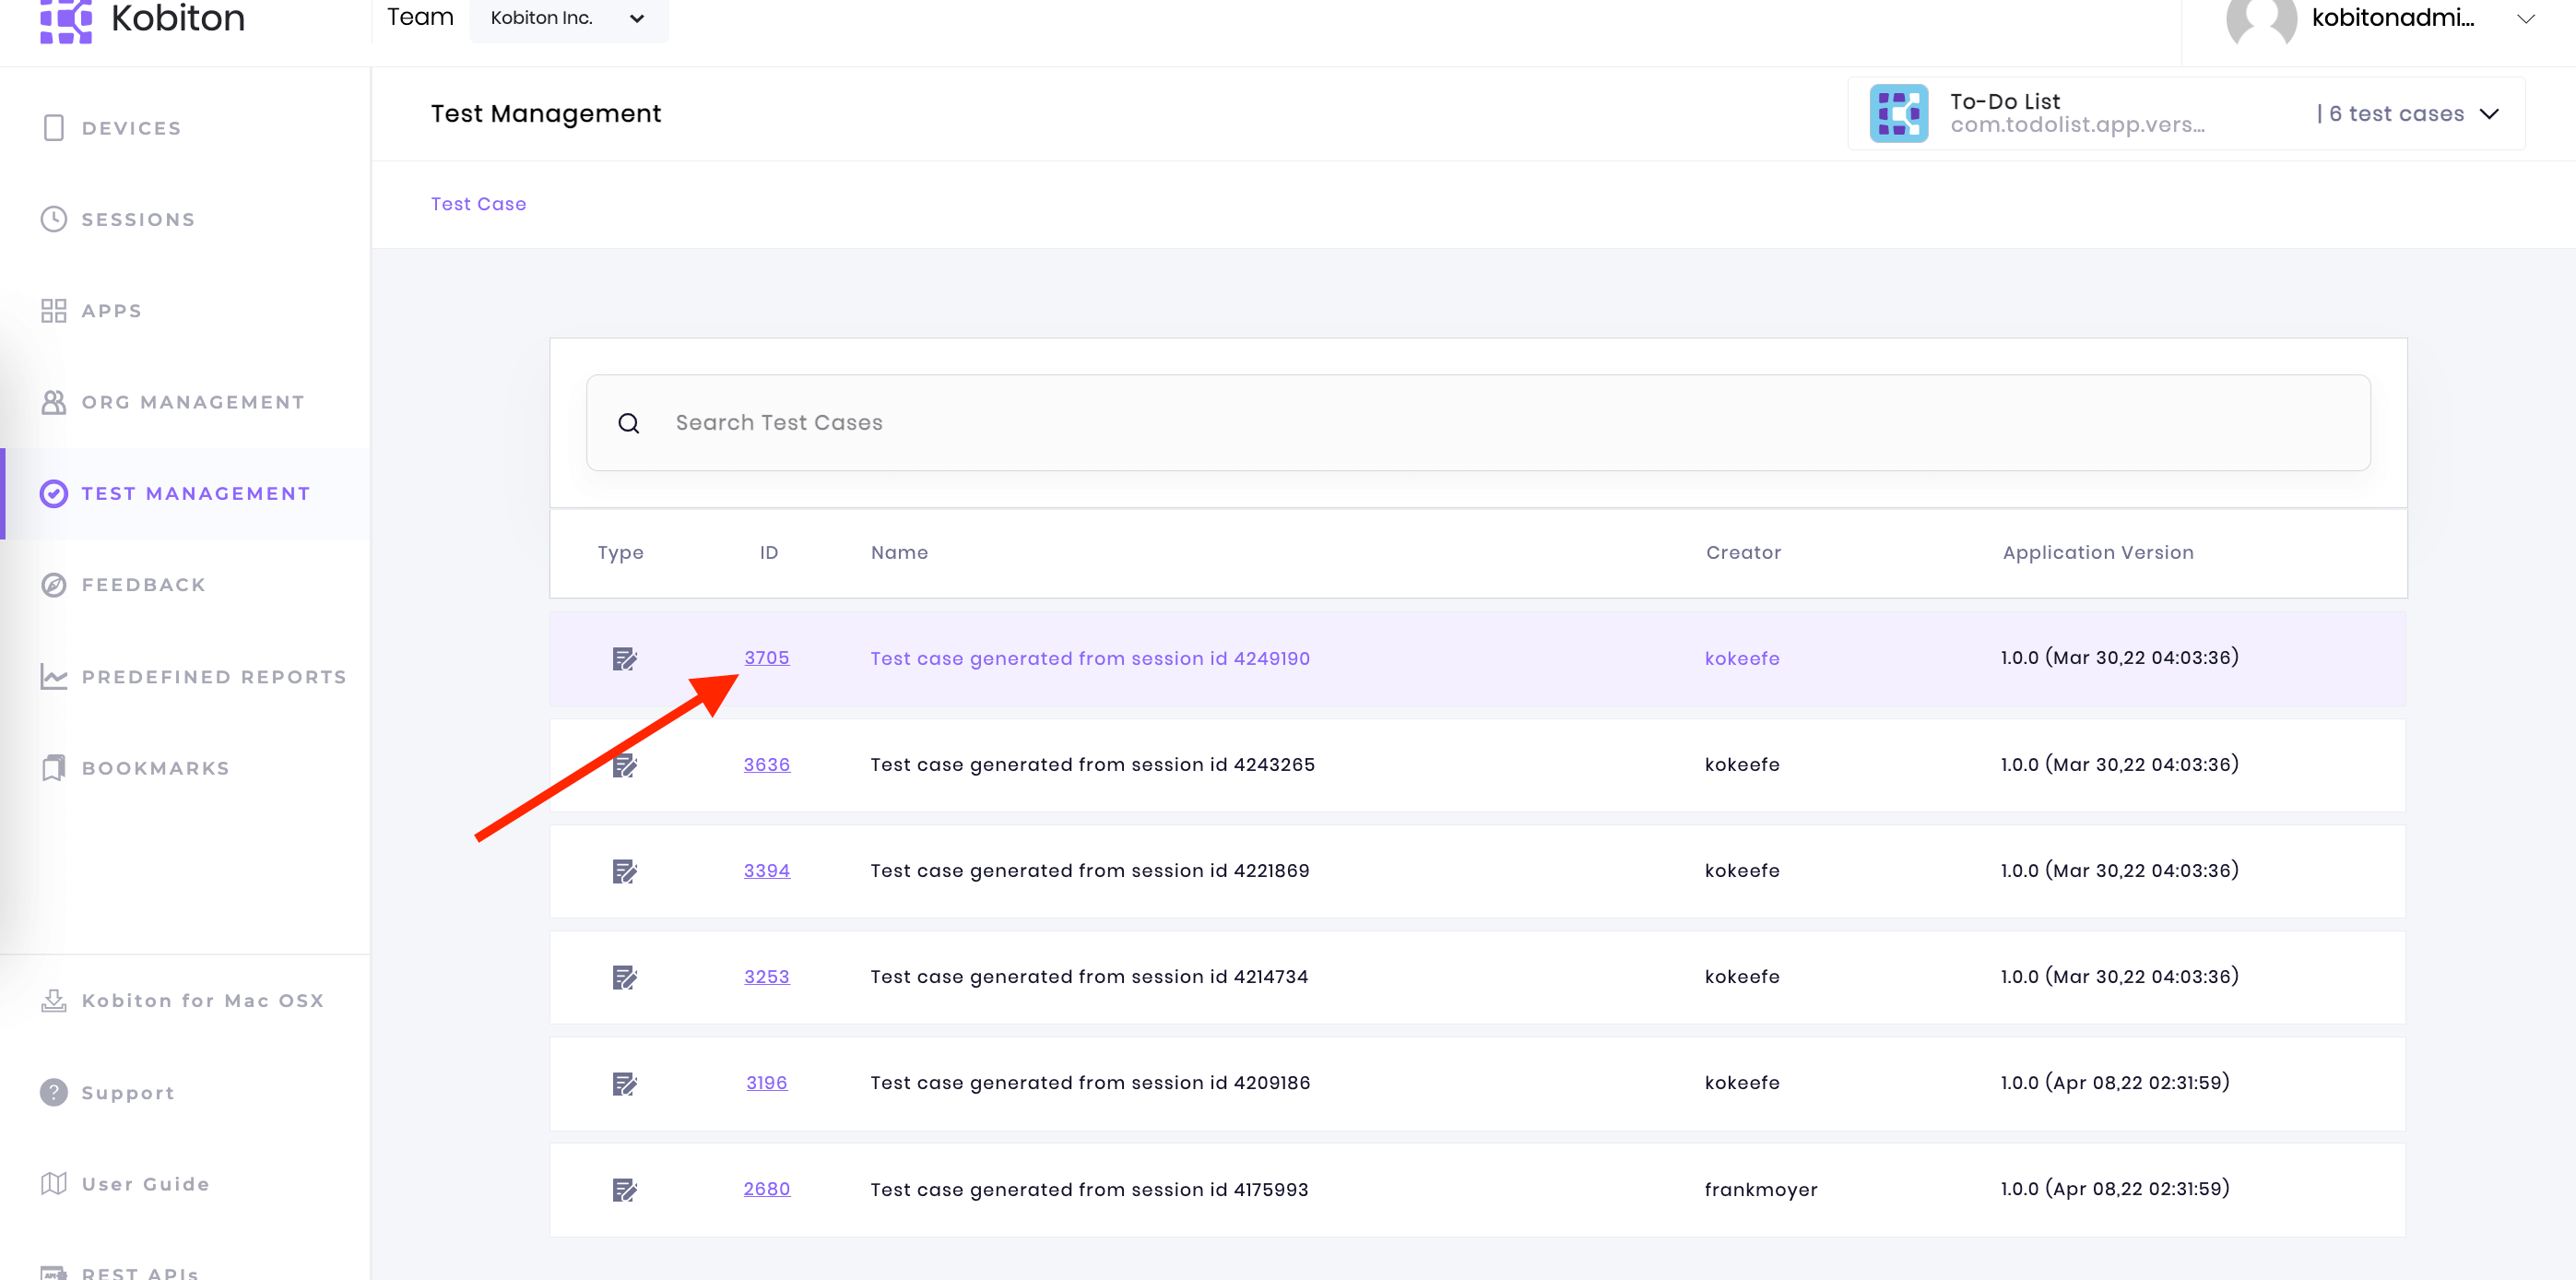 Kobiton
Team
Kobiton Inc.
kobitonadmi...
DEVICES
SESSIONS
APPS
ORG MANAGEMENT
TEST MANAGEMENT
FEEDBACK
PREDEFINED REPORTS
BOOKMARKS
Kobiton for Mac OSX
Support
User Guide
REST APIs
Test Management
To-Do List
com.todolist.app.vers...
| 6 test cases
Test Case
Search Test Cases
Type ID Name Creator Application Version
3705 Test case generated from session id 4249190 kokeefe 1.0.0 (Mar 30,22 04:03:36)
3636 Test case generated from session id 4243265 kokeefe 1.0.0 (Mar 30,22 04:03:36)
3394 Test case generated from session id 4221869 kokeefe 1.0.0 (Mar 30,22 04:03:36)
3253 Test case generated from session id 4214734 kokeefe 1.0.0 (Mar 30,22 04:03:36)
3196 Test case generated from session id 4209186 kokeefe 1.0.0 (Apr 08,22 02:31:59)
2680 Test case generated from session id 4175993 frankmoyer 1.0.0 (Apr 08,22 02:31:59)